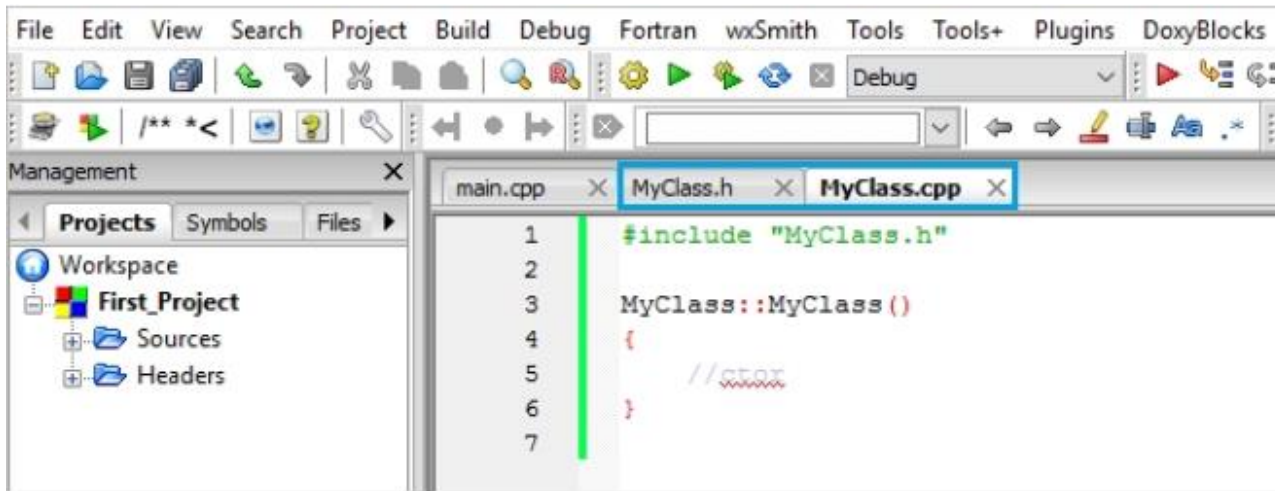 File Edit View Search Project Build Debug Fortran wxSmith Tools Tools+ Plugins DoxyBlocks
Debug
/** *<
Management
Projects Symbols Files
Workspace
First_Project
Sources
Headers
main.cpp MyClass.h MyClass.cpp
1 #include "MyClass.h"
2
3 MyClass::MyClass()
4 {
5 //ctor
6 }
7